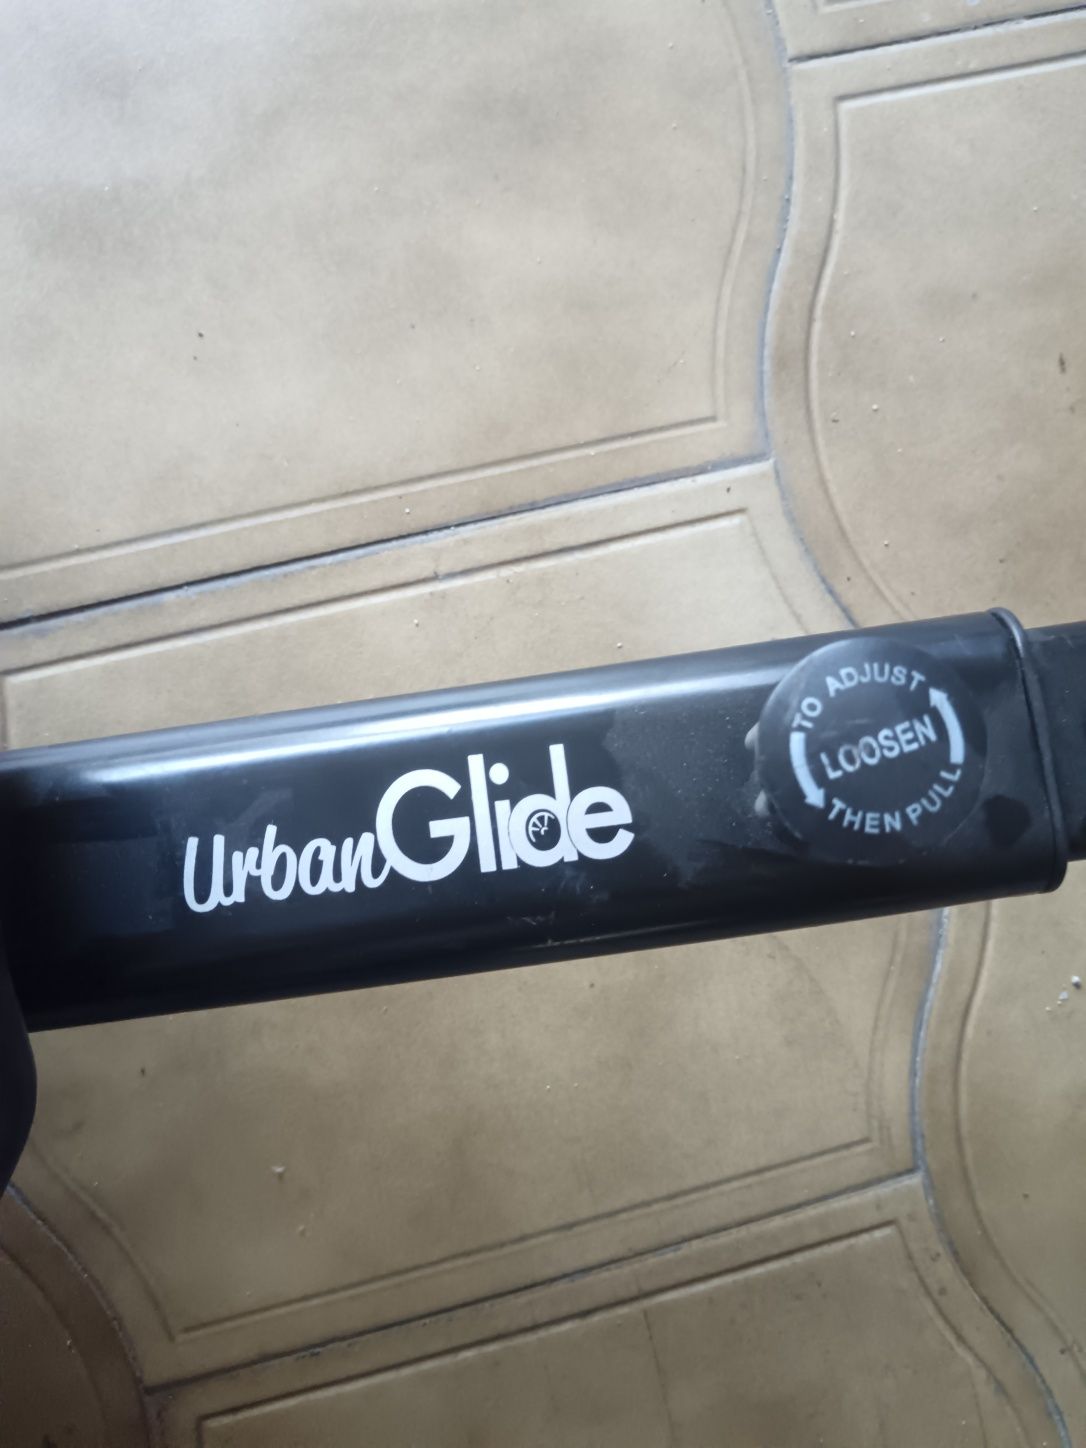 UrbanGlide
TO ADJUST
LOOSEN
THEN PULL